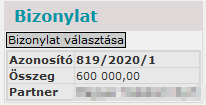 Bizonylat
Bizonylat választása
Azonosító 819/2020/1
Összeg 600 000,00
Partner